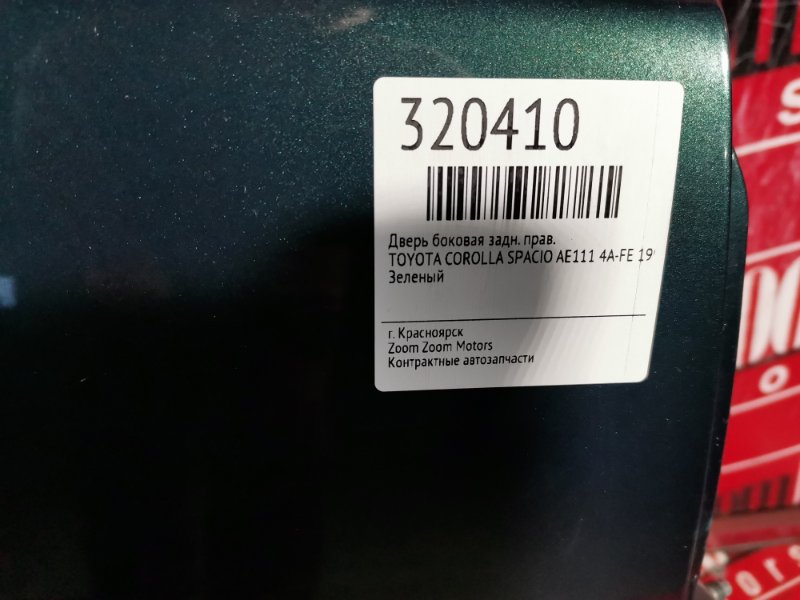 320410
Дверь боковая задн. прав.
TOYOTA COROLLA SPACIO AE111 4A-FE 19
Зеленый
г. Красноярск
Zoom Zoom Motors
Контрактные автозапчасти